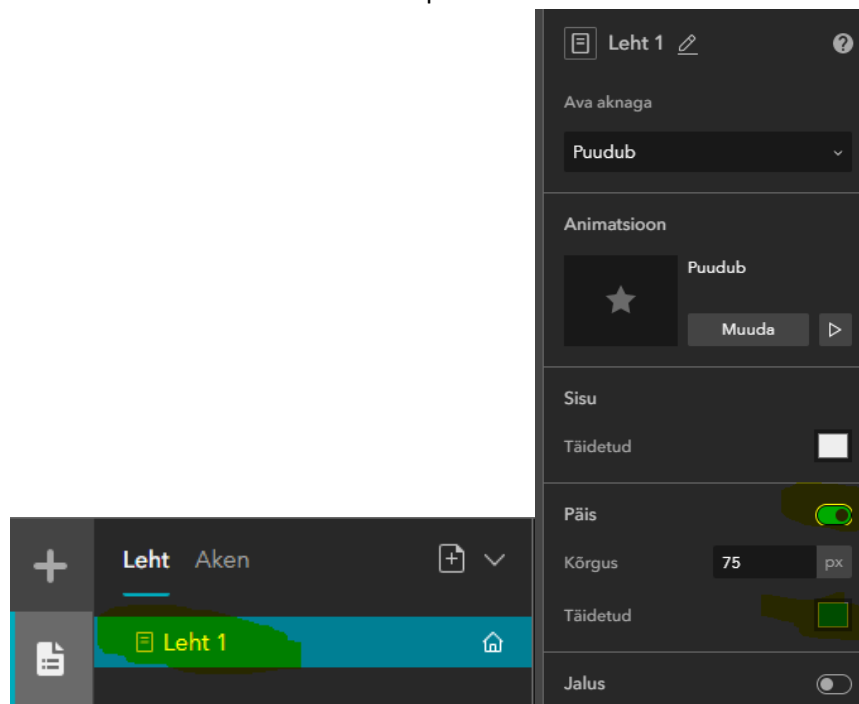 Leht 1
Ava aknaga
Puudub
Animatsioon
Puudub
Muuda
Sisu
Täidetud
Päis
Kõrgus 75 px
Täidetud
Jalus
Leht Aken
Leht 1